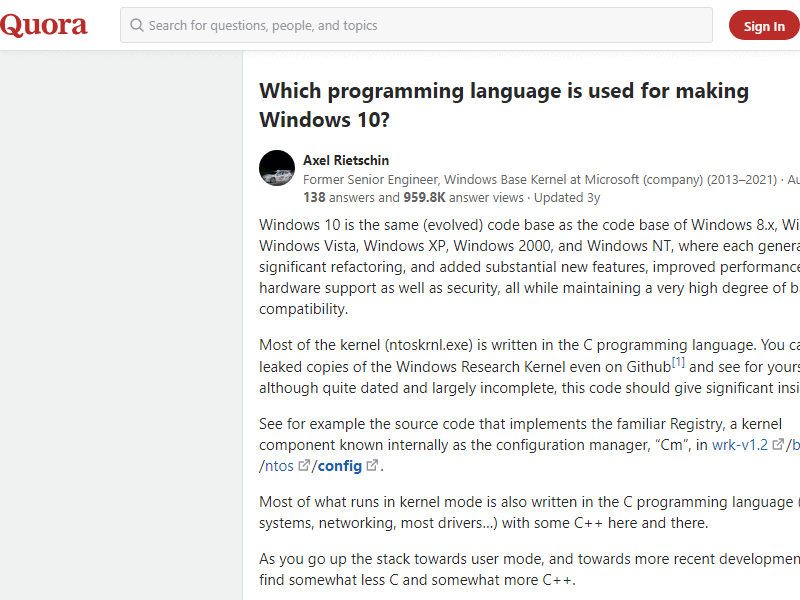 Quora
Search for questions, people, and topics
Sign In
Which programming language is used for making
Windows 10?
Axel Rietschin
Former Senior Engineer, Windows Base Kernel at Microsoft (company) (2013–2021) ·
138 answers and 959.8K answer views · Updated 3y
Windows 10 is the same (evolved) code base as the code base of Windows 8.x,
Windows Vista, Windows XP, Windows 2000, and Windows NT, where each
significant refactoring, and added substantial new features, improved performance
hardware support as well as security, all while maintaining a very high degree of
compatibility.
Most of the kernel (ntoskrnl.exe) is written in the C programming language. You
leaked copies of the Windows Research Kernel even on Github[1] and see for
although quite dated and largely incomplete, this code should give significant
See for example the source code that implements the familiar Registry, a kernel
component known internally as the configuration manager, “Cm”, in wrk-v1.2 /
/ntos /config .
Most of what runs in kernel mode is also written in the C programming language (
systems, networking, most drivers...) with some C++ here and there.
As you go up the stack towards user mode, and towards more recent
find somewhat less C and somewhat more C++.